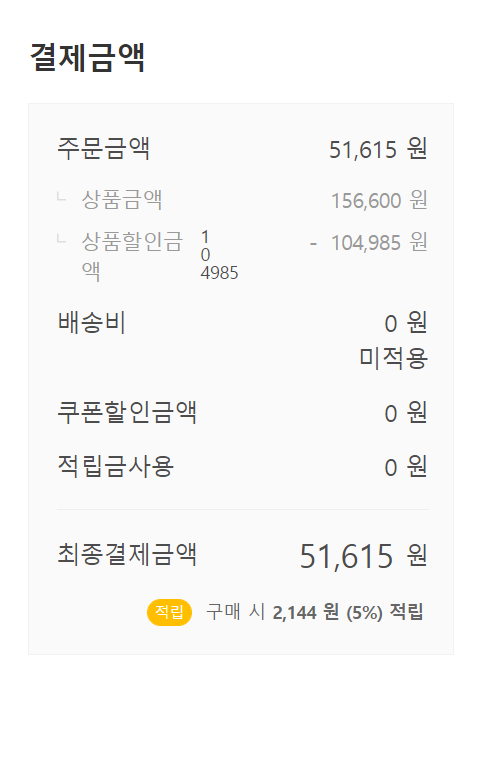 결제금액
주문금액 51,615 원
ㄴ 상품금액 156,600 원
ㄴ 상품할인금액 1 0 4985 - 104,985 원
배송비 0 원
미적용
쿠폰할인금액 0 원
적립금사용 0 원
최종결제금액 51,615 원
적립 구매 시 2,144 원 (5%) 적립